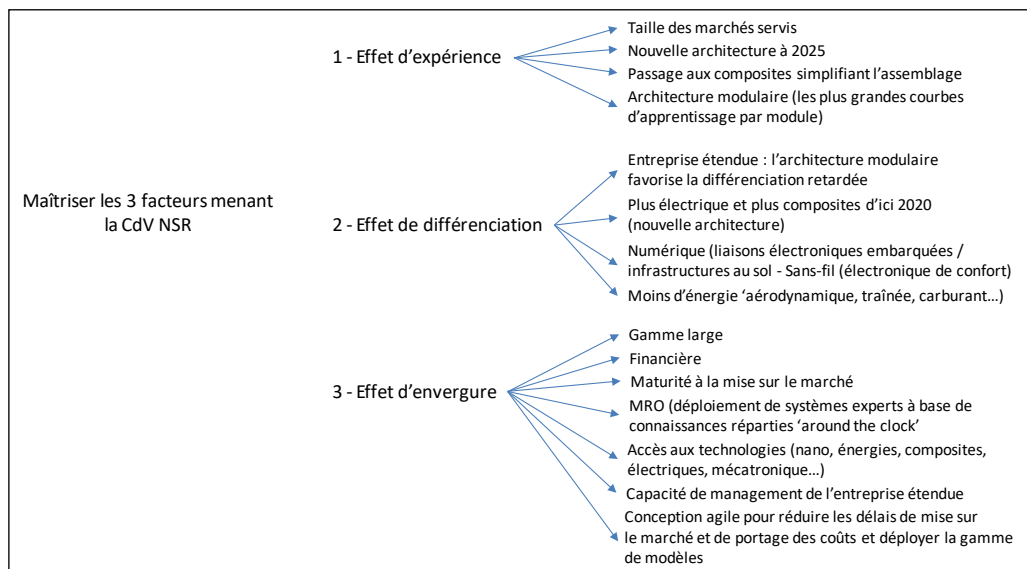 Maîtriser les 3 facteurs menant
la CdV NSR
1 - Effet d’expérience
Taille des marchés servis
Nouvelle architecture à 2025
Passage aux composites simplifiant l’assemblage
Architecture modulaire (les plus grandes courbes
d’apprentissage par module)
2 - Effet de différenciation
Entreprise étendue : l’architecture modulaire
favorise la différenciation retardée
Plus électrique et plus composites d’ici 2020
(nouvelle architecture)
Numérique (liaisons électroniques embarquées /
infrastructures au sol - Sans-fil (électronique de confort)
Moins d’énergie ‘aérodynamique, traînée, carburant…)
3 - Effet d’envergure
Gamme large
Financière
Maturité à la mise sur le marché
MRO (déploiement de systèmes experts à base de
connaissances réparties ‘around the clock’
Accès aux technologies (nano, énergies, composites,
électriques, mécatronique…)
Capacité de management de l’entreprise étendue
Conception agile pour réduire les délais de mise sur
le marché et de portage des coûts et déployer la gamme
de modèles